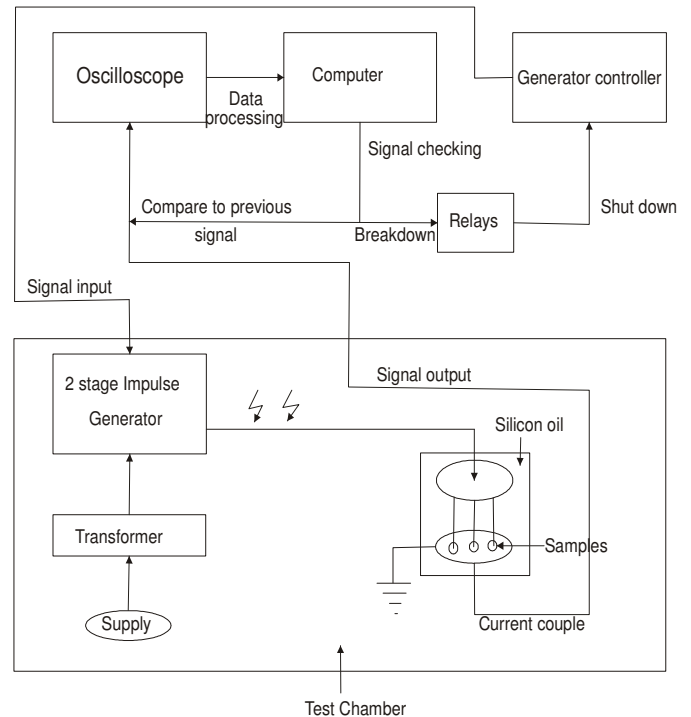 Oscilloscope
Data
processing
Computer
Generator controller
Signal checking
Compare to previous
signal
Breakdown
Relays
Shut down
Signal input
2 stage Impulse
Generator
Signal output
Silicon oil
Transformer
Samples
Supply
Current couple
Test Chamber